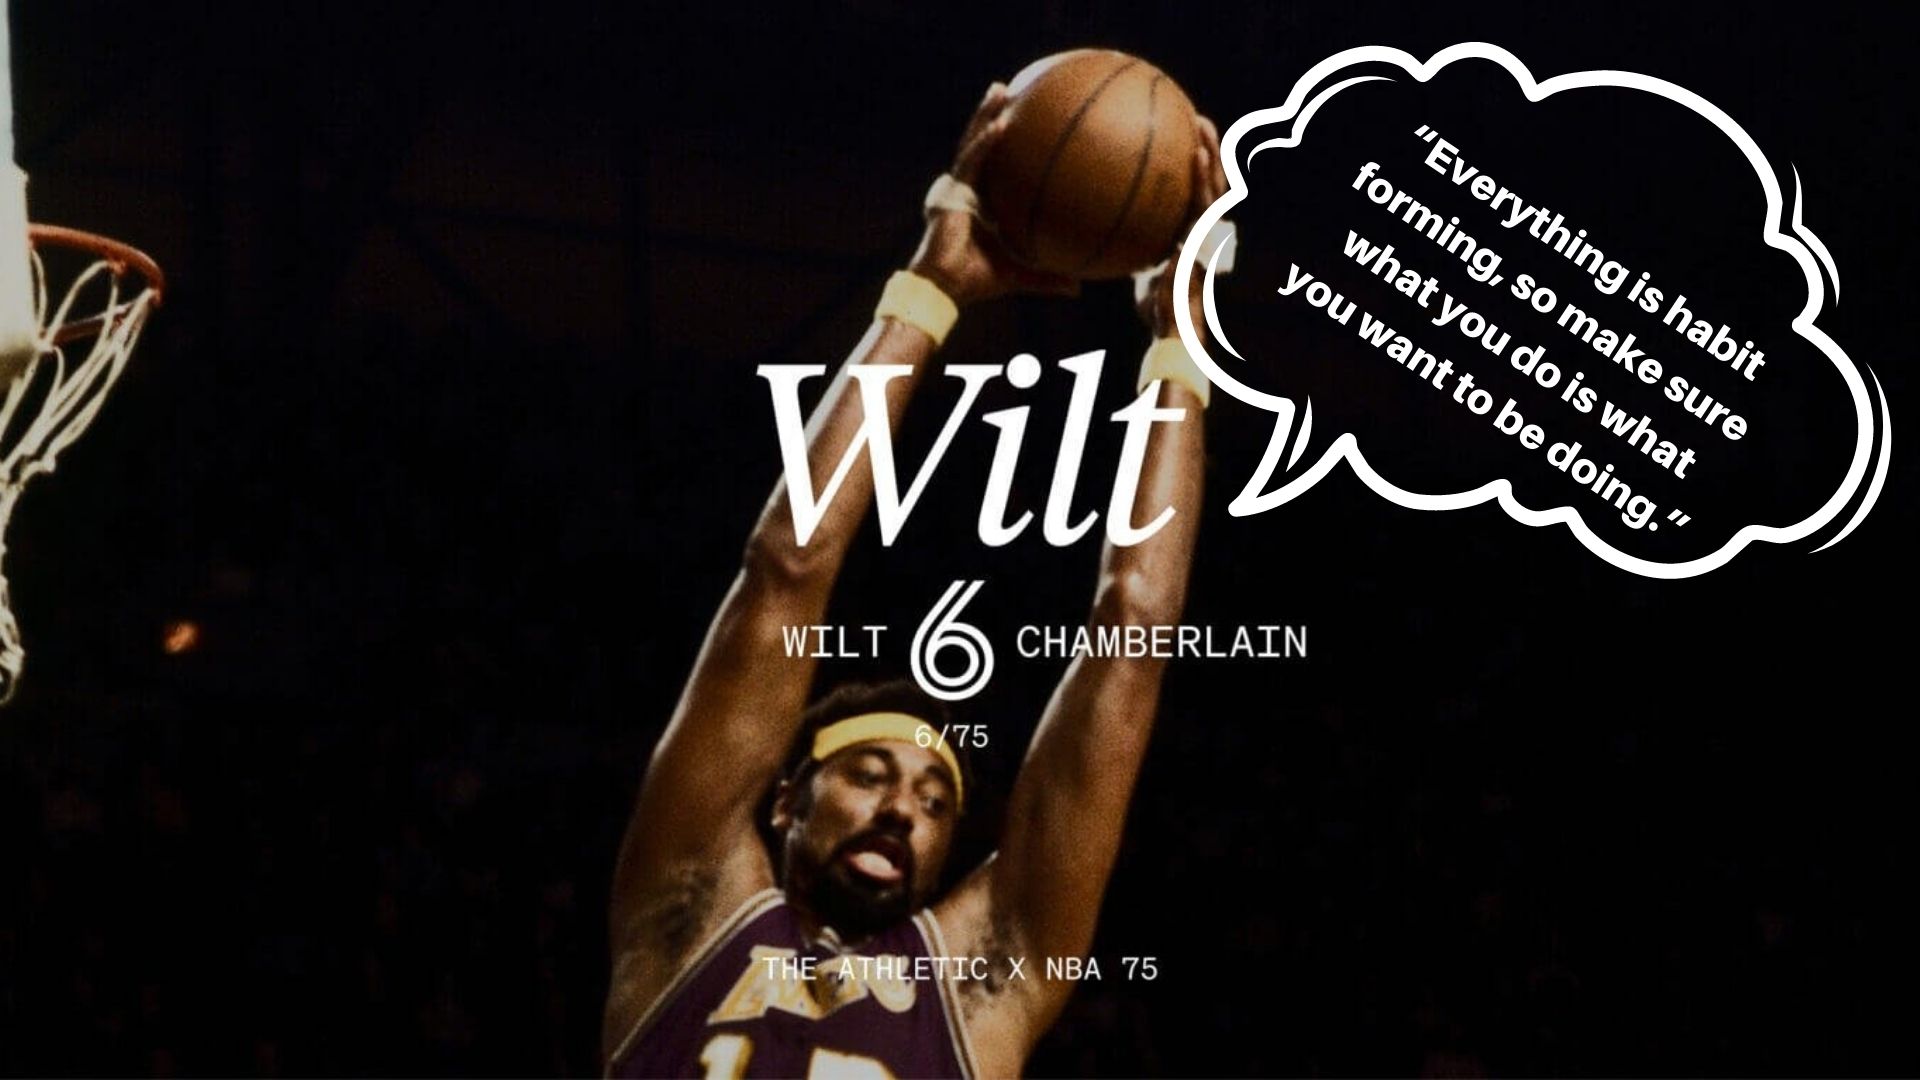 “Everything is habit
forming, so make sure
what you do is what
you want to be doing.”
Wilt
WILT 6 CHAMBERLAIN
6/75
THE ATHLETIC X NBA 75